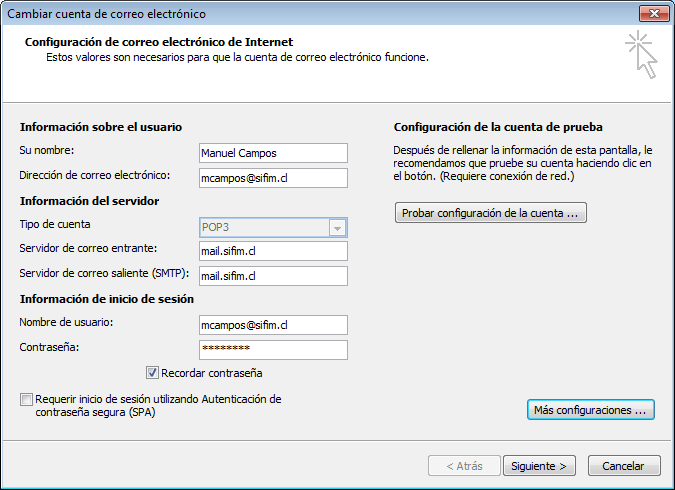 Cambiar cuenta de correo electrónico
Configuración de correo electrónico de Internet
Estos valores son necesarios para que la cuenta de correo electrónico funcione.
Información sobre el usuario
Su nombre: Manuel Campos
Dirección de correo electrónico: mcampos@sifim.cl
Información del servidor
Tipo de cuenta POP3
Servidor de correo entrante: mail.sifim.cl
Servidor de correo saliente (SMTP): mail.sifim.cl
Información de inicio de sesión
Nombre de usuario: mcampos@sifim.cl
Contraseña: ********
Recordar contraseña
Requerir inicio de sesión utilizando Autenticación de
contraseña segura (SPA)
Configuración de la cuenta de prueba
Después de rellenar la información de esta pantalla, le
recomendamos que pruebe su cuenta haciendo clic en
el botón. (Requiere conexión de red.)
Probar configuración de la cuenta ...
Más configuraciones ...
< Atrás
Siguiente >
Cancelar